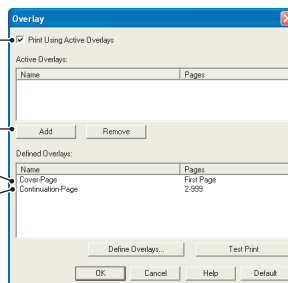 Overlay
Print Using Active Overlays
Active Overlays:
Name Pages
Add Remove
Defined Overlays:
Name Pages
Cover-Page First Page
Continuation-Page 2-999
Define Overlays... Test Print
OK Cancel Help Default